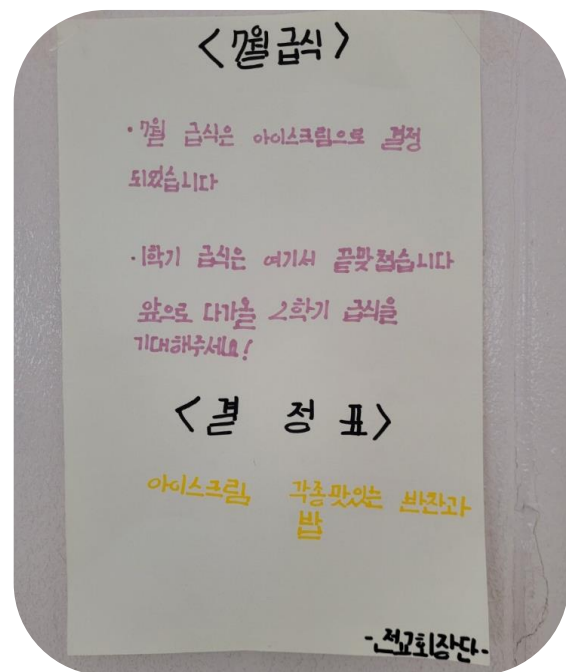 <7월 급식>
·7월 급식은 아이스크림으로 결정
되었습니다
·1학기 급식은 여기서 끝맞접습니다
앞으로 다가올 2학기 급식을
기대해주세요!
<결 정 표>
아이스크림 각종맛있는 반찬과
밥
-전교회장단-